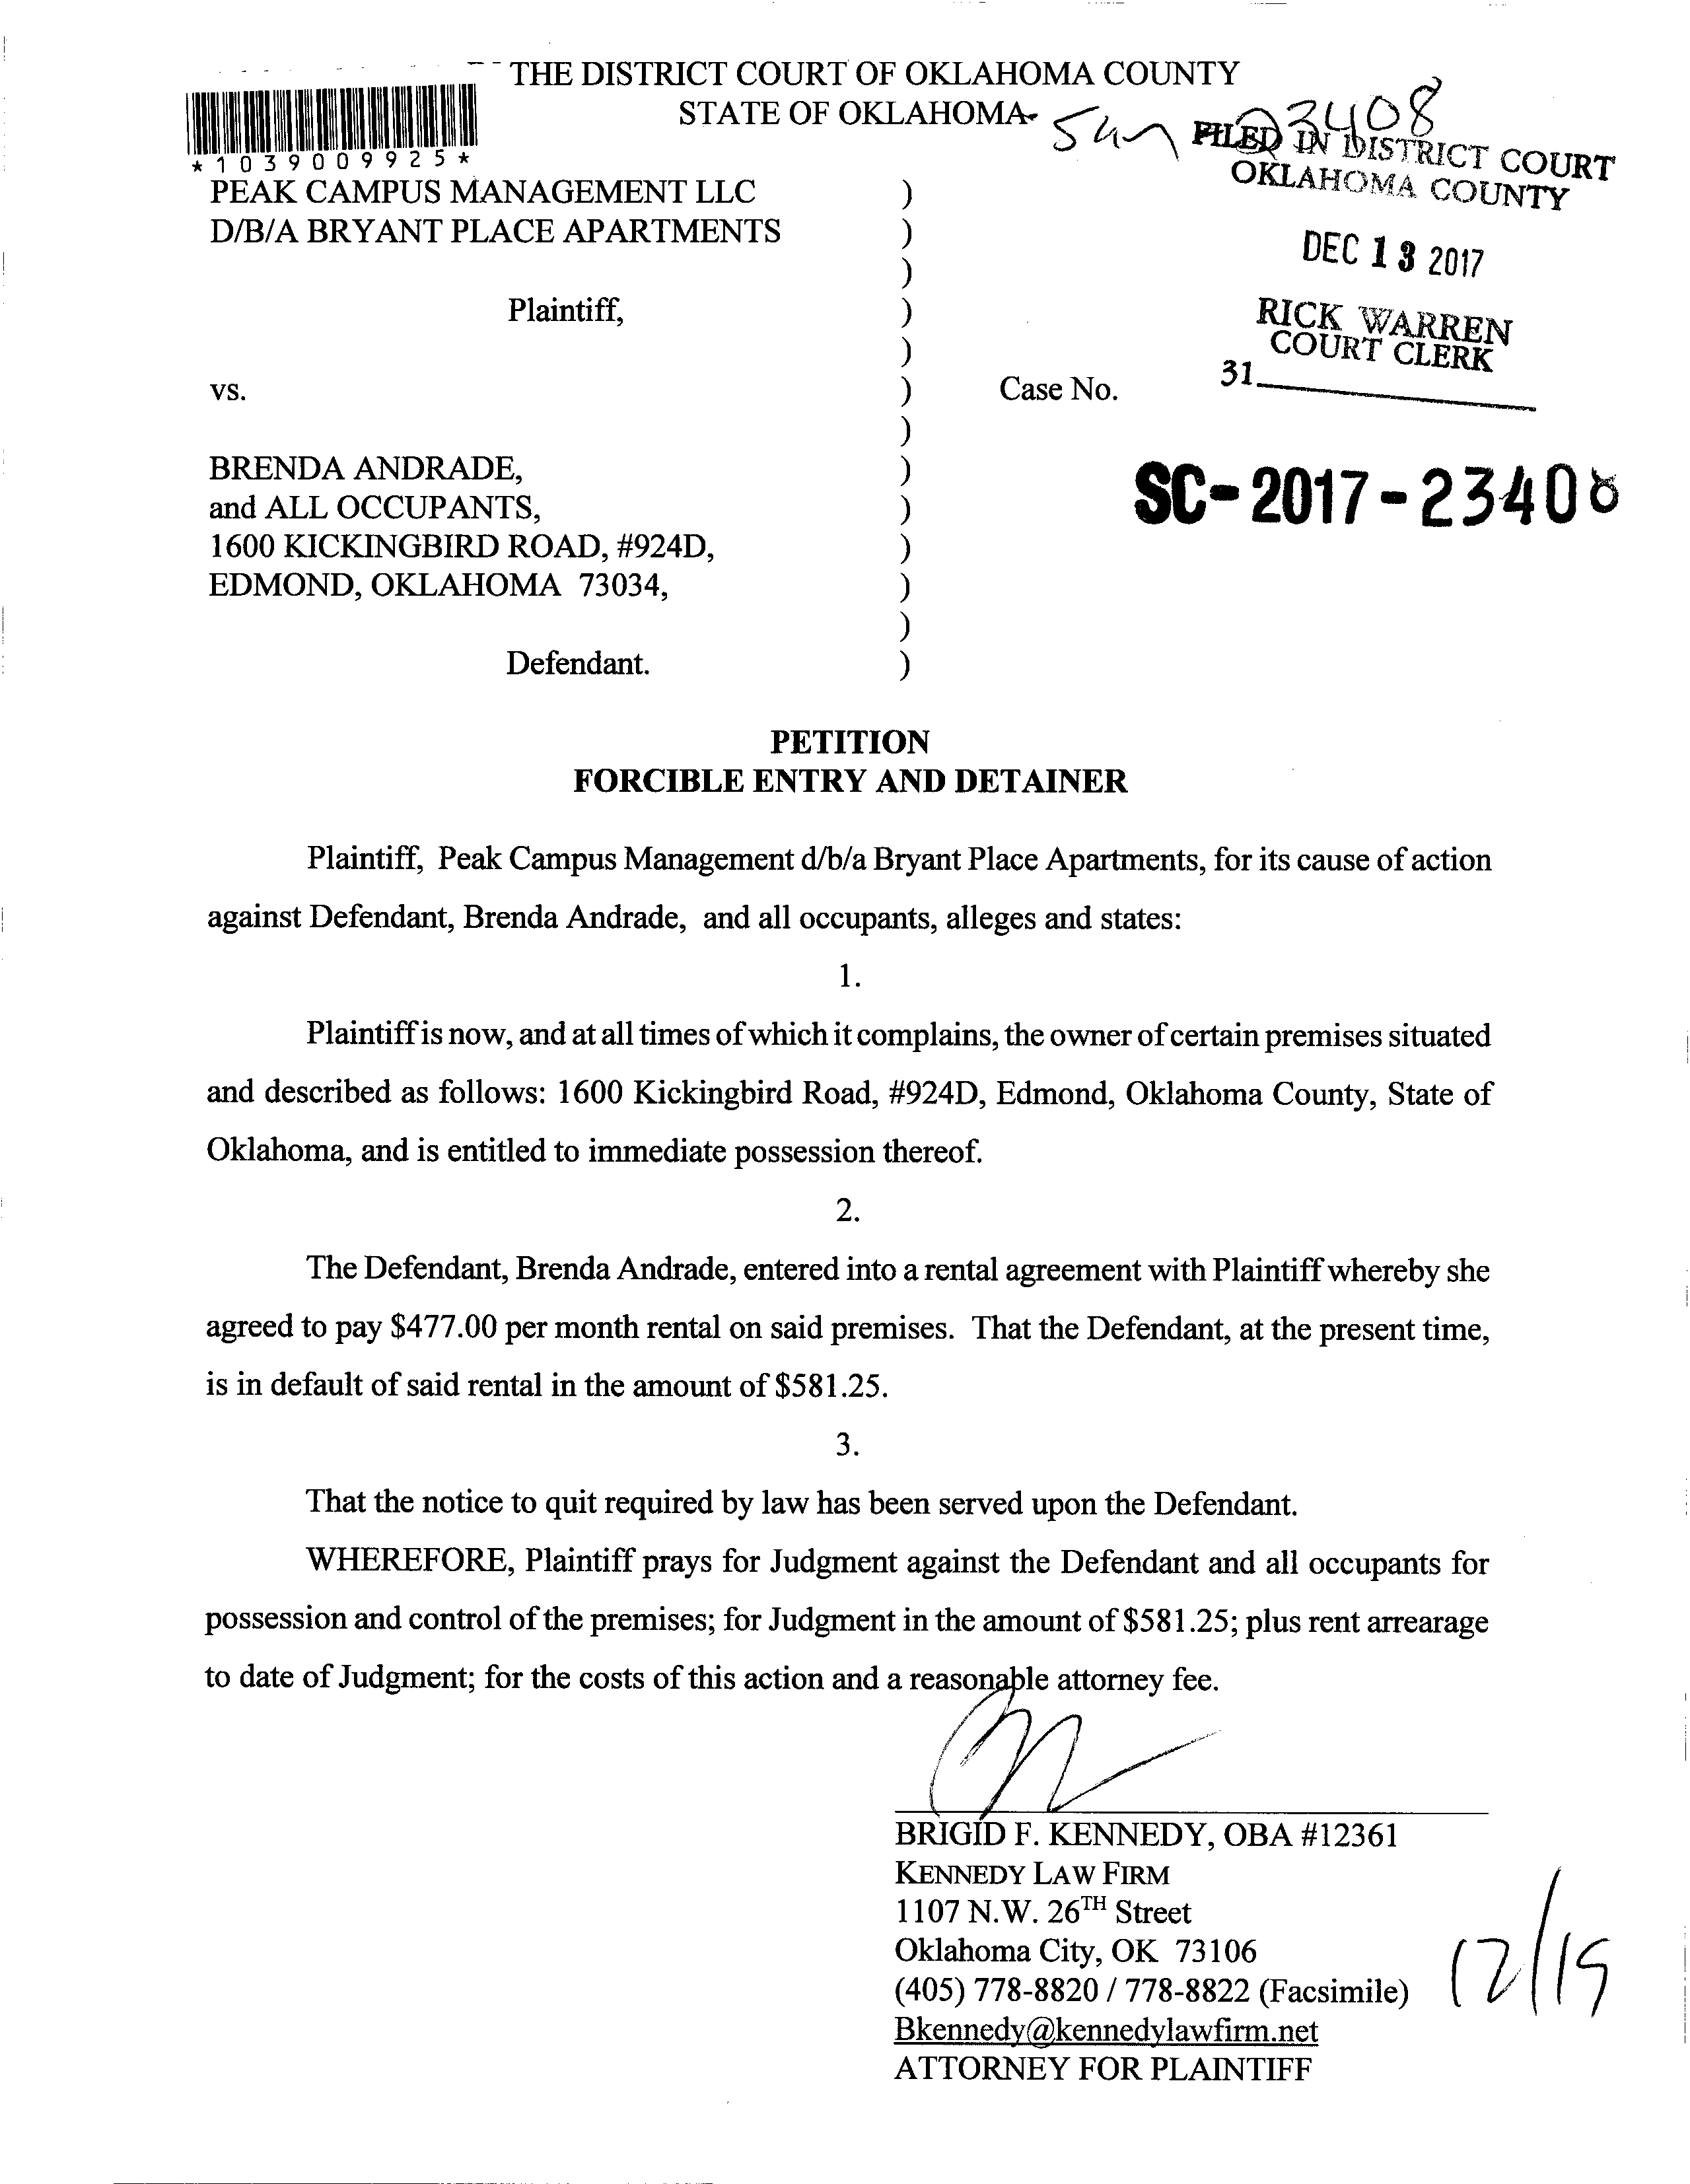 THE DISTRICT COURT OF OKLAHOMA COUNTY
STATE OF OKLAHOMA
23408
*1039009925*
FILED IN DISTRICT COURT
OKLAHOMA COUNTY
DEC 13 2017
RICK WARREN
COURT CLERK
31
PEAK CAMPUS MANAGEMENT LLC )
D/B/A BRYANT PLACE APARTMENTS )
)
Plaintiff, )
)
vs. ) Case No.
)
BRENDA ANDRADE, )
and ALL OCCUPANTS, ) SC-2017-23408
1600 KICKINGBIRD ROAD, #924D, )
EDMOND, OKLAHOMA 73034, )
)
Defendant. )
PETITION
FORCIBLE ENTRY AND DETAINER
Plaintiff, Peak Campus Management d/b/a Bryant Place Apartments, for its cause of action
against Defendant, Brenda Andrade, and all occupants, alleges and states:
1.
Plaintiff is now, and at all times of which it complains, the owner of certain premises situated
and described as follows: 1600 Kickingbird Road, #924D, Edmond, Oklahoma County, State of
Oklahoma, and is entitled to immediate possession thereof.
2.
The Defendant, Brenda Andrade, entered into a rental agreement with Plaintiff whereby she
agreed to pay $477.00 per month rental on said premises. That the Defendant, at the present time,
is in default of said rental in the amount of $581.25.
3.
That the notice to quit required by law has been served upon the Defendant.
WHEREFORE, Plaintiff prays for Judgment against the Defendant and all occupants for
possession and control of the premises; for Judgment in the amount of $581.25; plus rent arrearage
to date of Judgment; for the costs of this action and a reasonable attorney fee.
BRIGID F. KENNEDY, OBA #12361
KENNEDY LAW FIRM
1107 N.W. 26TH Street
Oklahoma City, OK 73106
(405) 778-8820 / 778-8822 (Facsimile)
Bkennedy@kennedylawfirm.net
ATTORNEY FOR PLAINTIFF